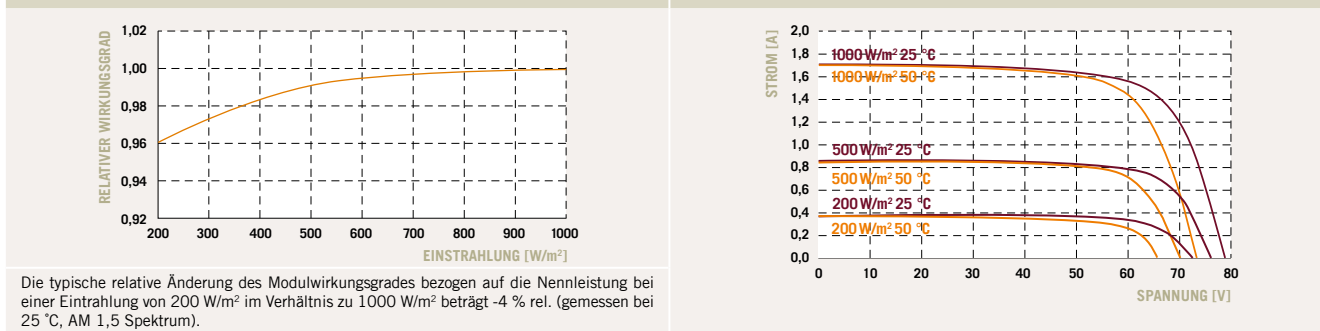 RELATIVER WIRKUNGSGRAD
1,02
1,00
0,98
0,96
0,94
0,92
200 300 400 500 600 700 800 900 1000
EINSTRAHLUNG [W/m²]
Die typische relative Änderung des Modulwirkungsgrades bezogen auf die Nennleistung bei
einer Eintrahlung von 200 W/m² im Verhältnis zu 1000 W/m² beträgt -4 % rel. (gemessen bei
25 ˚C, AM 1,5 Spektrum).
STROM [A]
2,0
1,8
1,6
1,4
1,2
1,0
0,8
0,6
0,4
0,2
0,0
1000 W/m² 25 °C
1000 W/m² 50 °C
500 W/m² 25 °C
500 W/m² 50 °C
200 W/m² 25 °C
200 W/m² 50 °C
0 10 20 30 40 50 60 70 80
SPANNUNG [V]